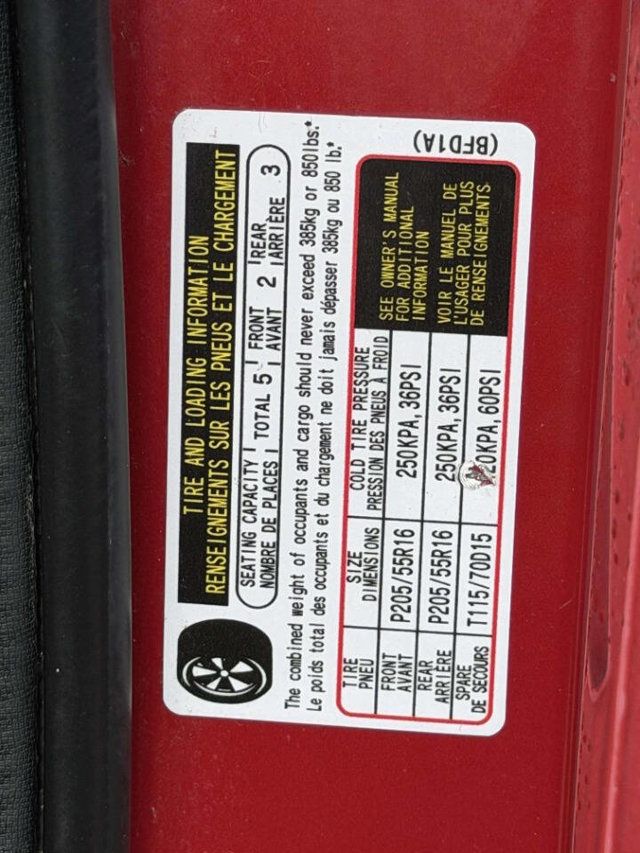 TIRE AND LOADING INFORMATION
RENSEIGNEMENTS SUR LES PNEUS ET LE CHARGEMENT
SEATING CAPACITY | TOTAL 5 | FRONT 2 | REAR 3
NOMBRE DE PLACES | AVANT | ARRIÈRE
The combined weight of occupants and cargo should never exceed 385kg or 850lbs.*
Le poids total des occupants et du chargement ne doit jamais dépasser 385kg ou 850 lb.*
TIRE SIZE COLD TIRE PRESSURE
PNEU DIMENSIONS PRESSION DES PNEUS À FROID
FRONT
AVANT P205/55R16 250KPA, 36PSI
REAR
ARRIÈRE P205/55R16 250KPA, 36PSI
SPARE
DE SECOURS T115/70D15 20KPA, 60PSI
SEE OWNER'S MANUAL
FOR ADDITIONAL
INFORMATION
VOIR LE MANUEL DE
L'USAGER POUR PLUS
DE RENSEIGNEMENTS
(BFD1A)